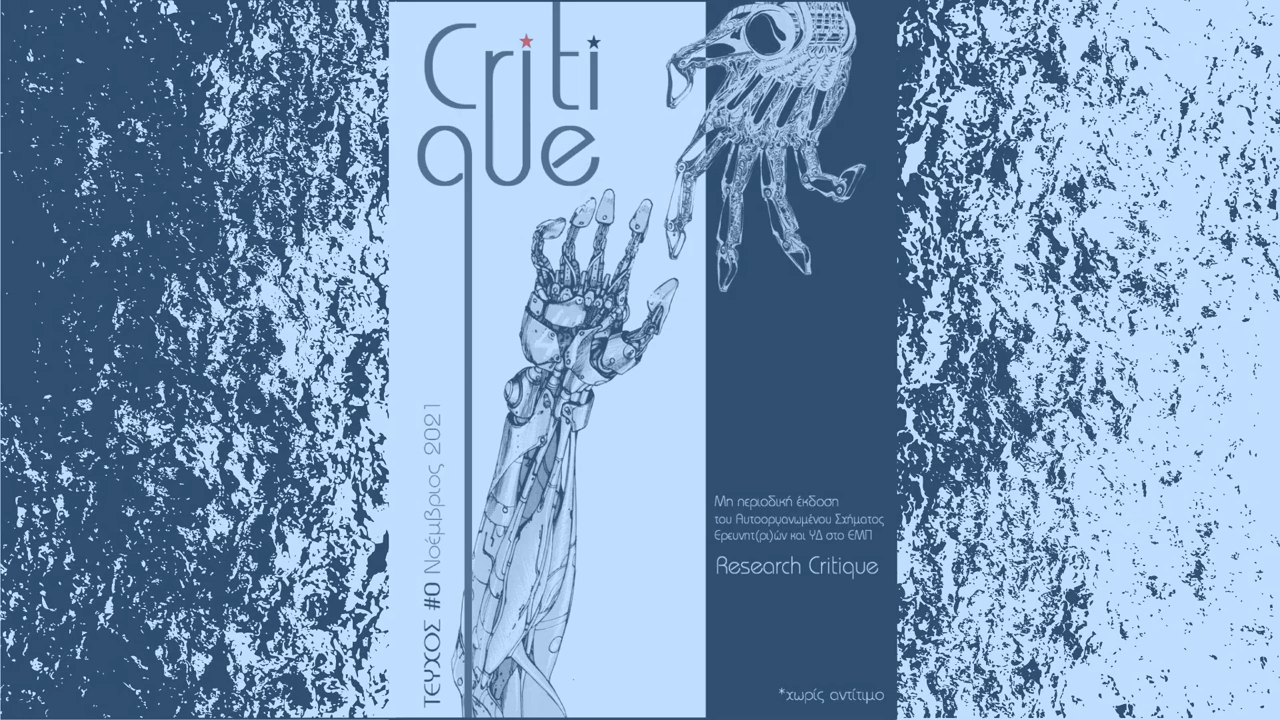 Criti
que
ΤΕΥΧΟΣ #0 Νοέμβριος 2021
Μη περιοδική έκδοση
του Αυτοοργανωμένου Σχήματος
Ερευνητ(ρι)ών και ΥΔ στο ΕΜΠ
Research Critique
*χωρίς αντίτιμο